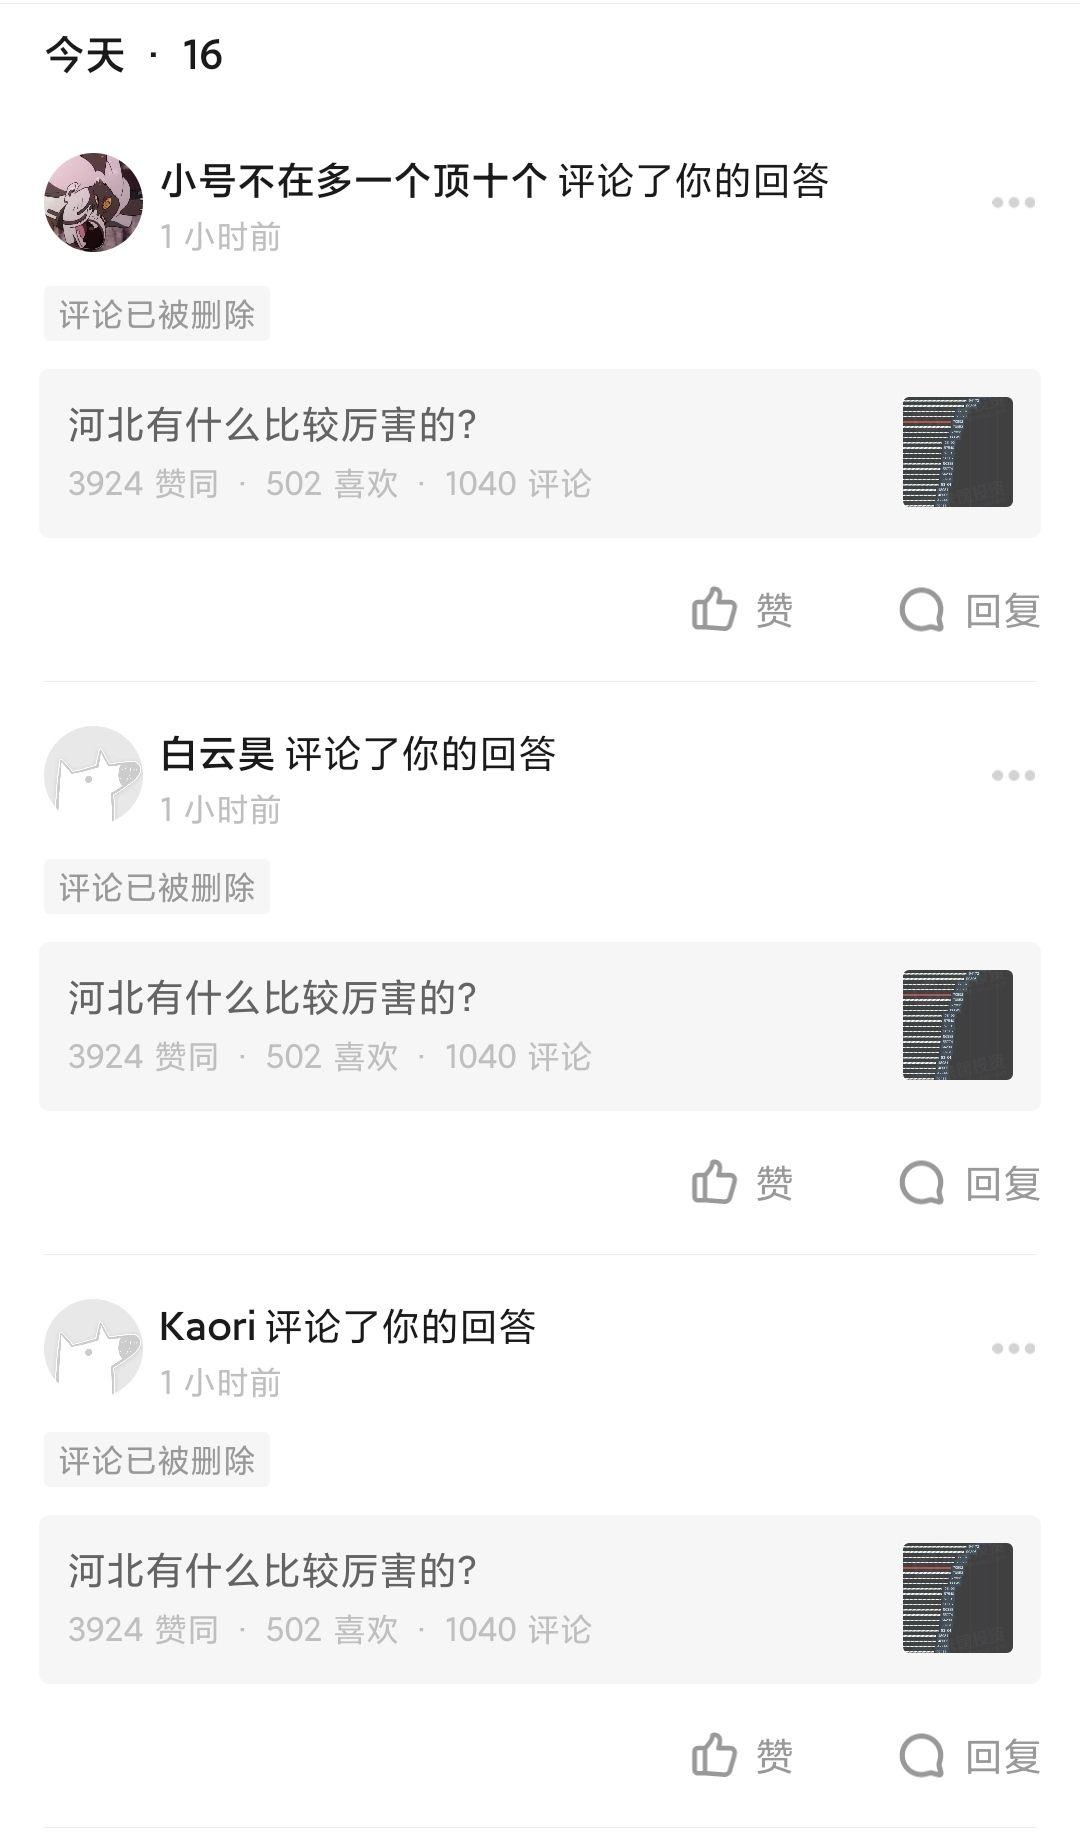 今天 · 16
小号不在多一个顶十个 评论了你的回答
1 小时前
评论已被删除
河北有什么比较厉害的?
3924 赞同 · 502 喜欢 · 1040 评论
赞 回复
白云昊 评论了你的回答
1 小时前
评论已被删除
河北有什么比较厉害的?
3924 赞同 · 502 喜欢 · 1040 评论
赞 回复
Kaori 评论了你的回答
1 小时前
评论已被删除
河北有什么比较厉害的?
3924 赞同 · 502 喜欢 · 1040 评论
赞 回复